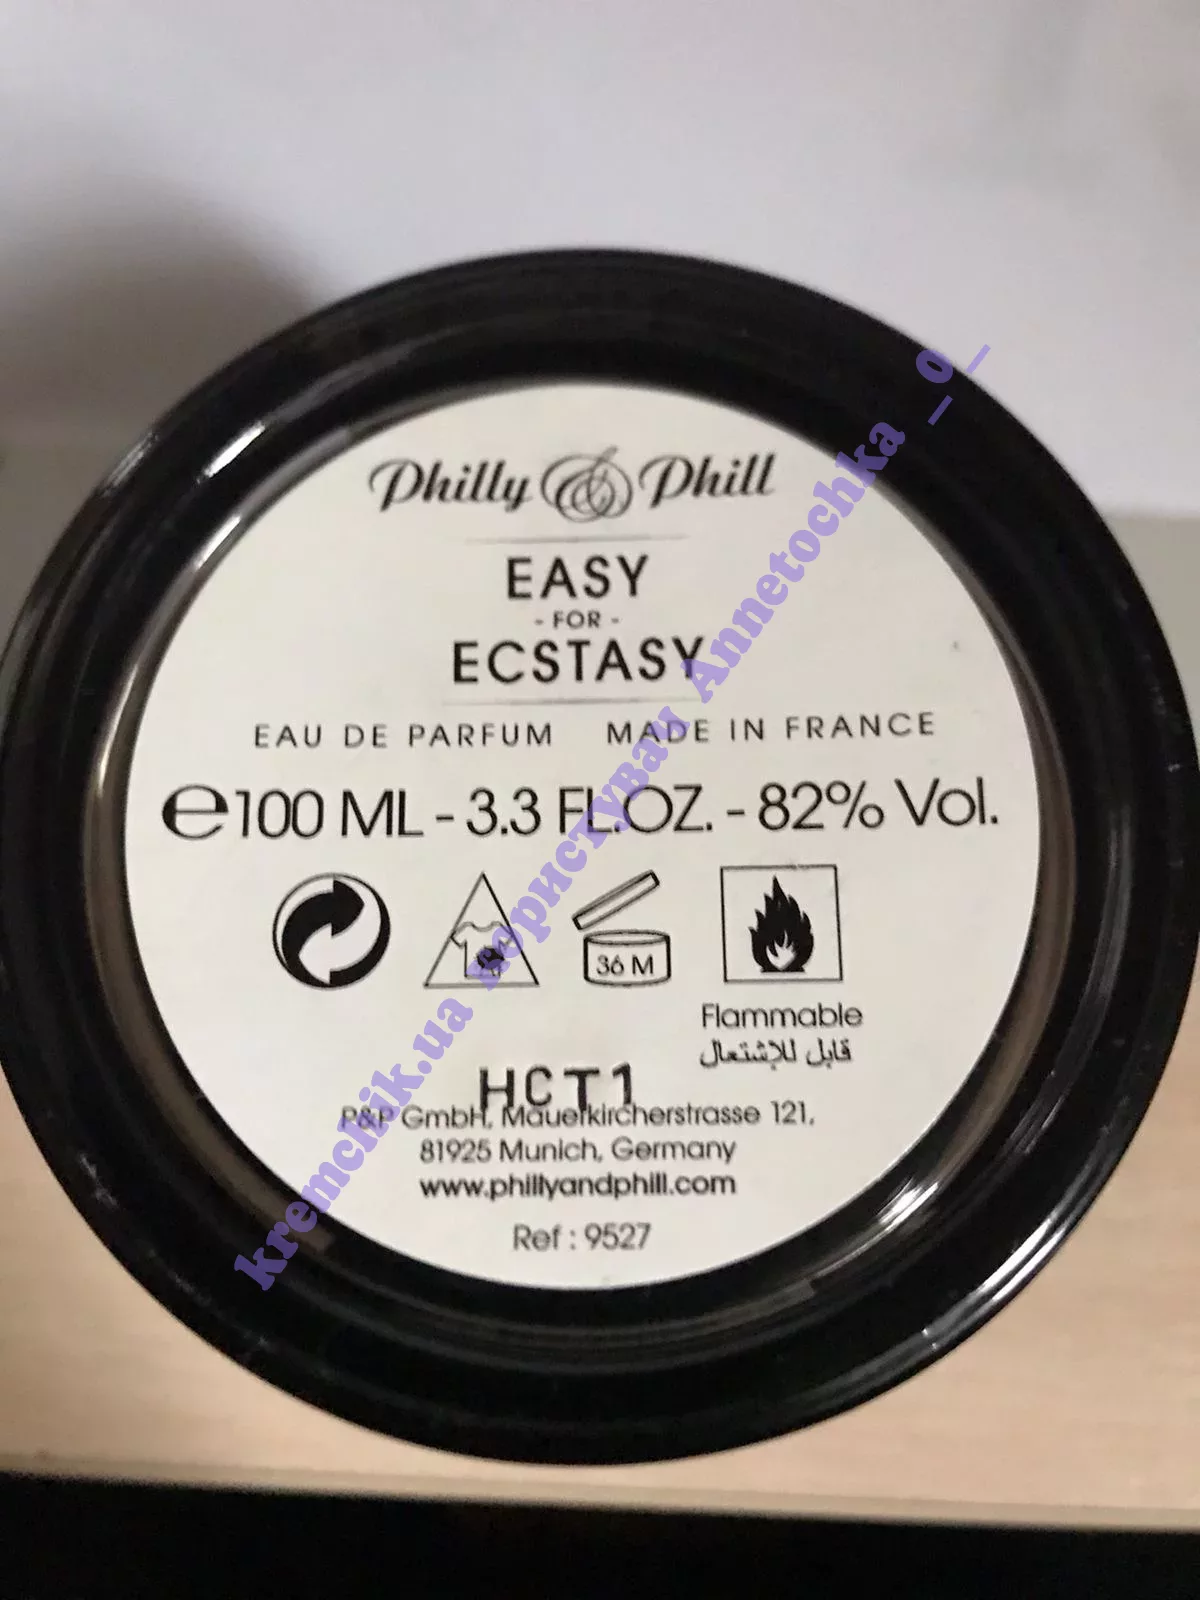 Philly & Phill
EASY
- FOR -
ECSTASY
EAU DE PARFUM MADE IN FRANCE
℮100 ML - 3.3 FL.OZ. - 82% Vol.
36 M
Flammable
قابل للإشتعال
HCT1
P&P GmbH, Mauerkircherstrasse 121,
81925 Munich, Germany
www.phillyandphill.com
Ref : 9527
kremchik.ua користувач Annetochka _o_